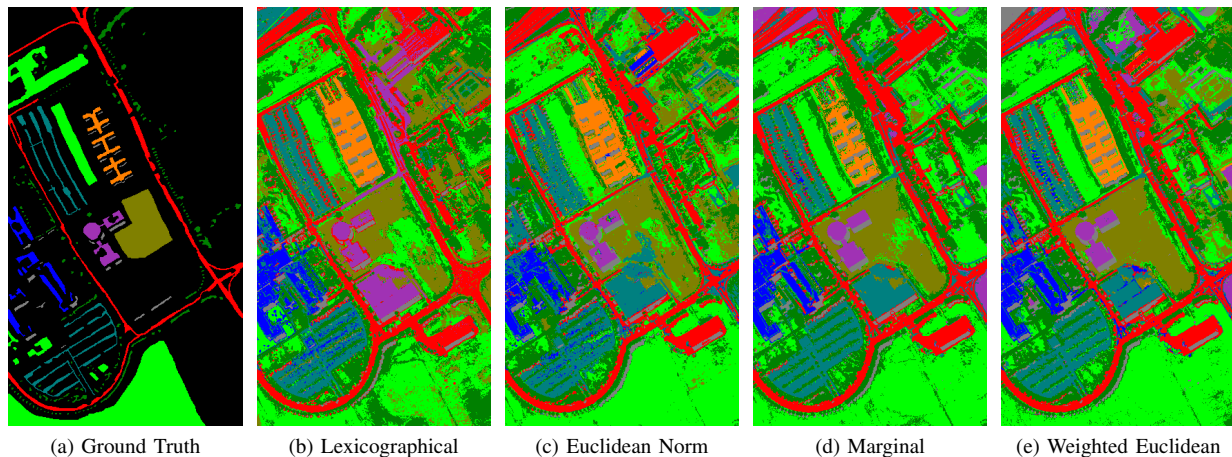 (a) Ground Truth
(b) Lexicographical
(c) Euclidean Norm
(d) Marginal
(e) Weighted Euclidean